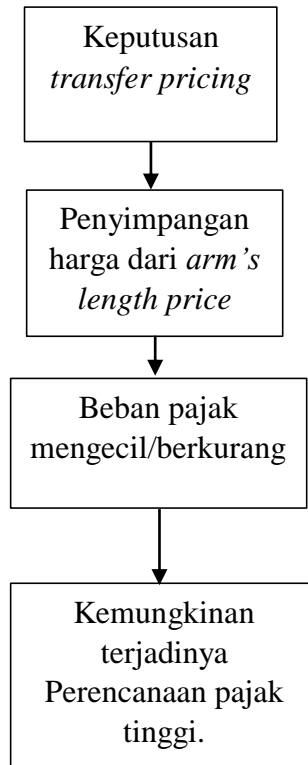 Keputusan
transfer pricing
Penyimpangan
harga dari arm's
length price
Beban pajak
mengecil/berkurang
Kemungkinan
terjadinya
Perencanaan pajak
tinggi.